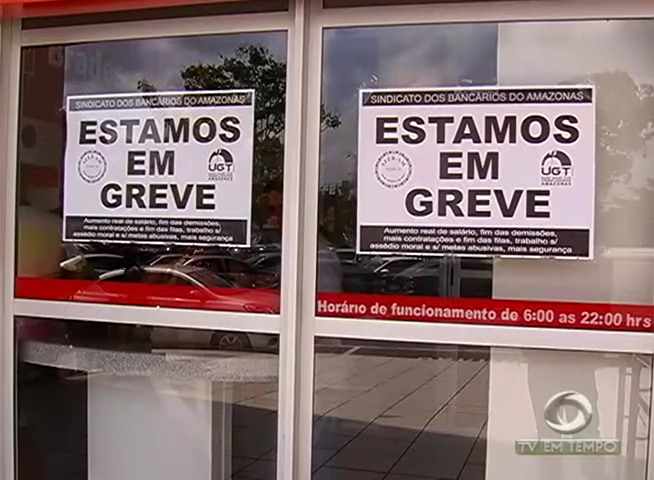 SINDICATO DOS BANCÁRIOS DO AMAZONAS
ESTAMOS
EM
GREVE
UGT
AMAZONAS
Aumento real de salário, fim das demissões,
mais contratações e fim das filas, trabalho s/
assédio moral e s/ metas abusivas, mais segurança
SINDICATO DOS BANCÁRIOS DO AMAZONAS
ESTAMOS
EM
GREVE
UGT
AMAZONAS
Aumento real de salário, fim das demissões,
mais contratações e fim das filas, trabalho s/
assédio moral e s/ metas abusivas, mais segurança
Horário de funcionamento de 6:00 as 22:00 hrs
TV EM TEMPO